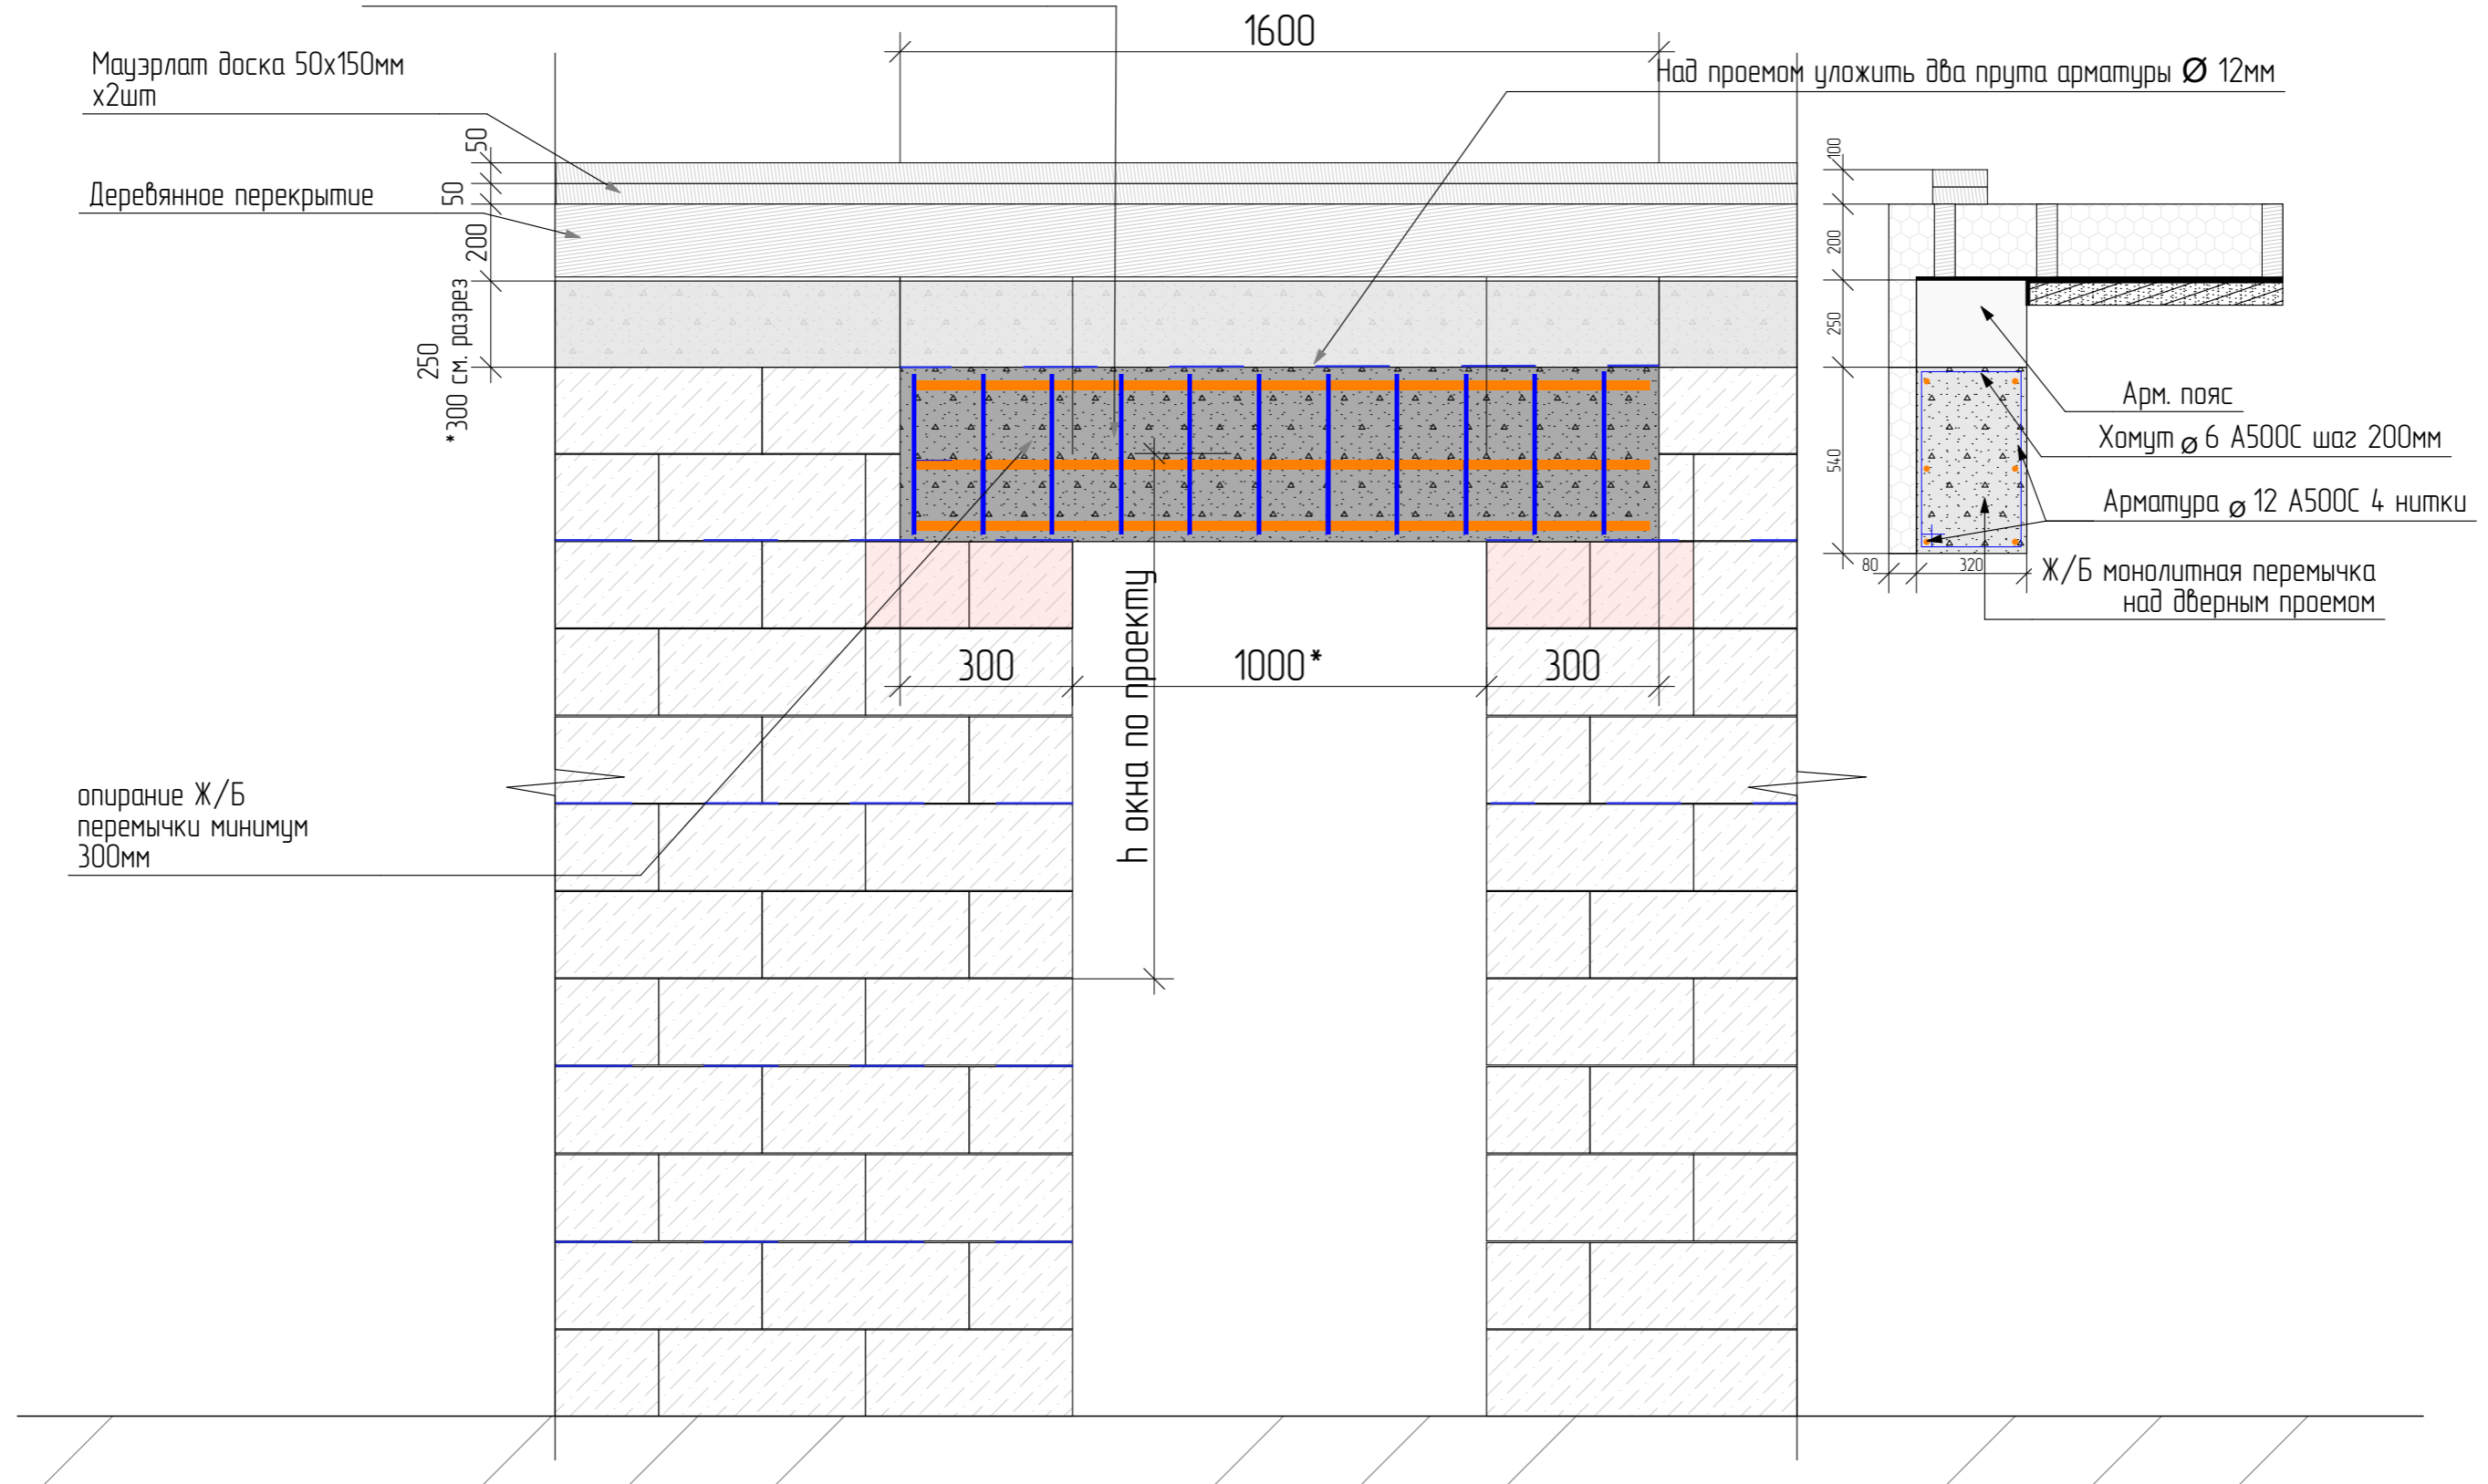 1600
Мауэрлат доска 50х150мм
х2шт
Над проемом уложить два прута арматуры Ø 12мм
50
Деревянное перекрытие
50
200
250
*300 см. разрез
100
200
250
540
Арм. пояс
Хомут ⌀ 6 А500С шаг 200мм
Арматура ⌀ 12 А500С 4 нитки
80
320
Ж/Б монолитная перемычка
над дверным проемом
300
1000*
300
h окна по проекту
опирание Ж/Б
перемычки минимум
300мм